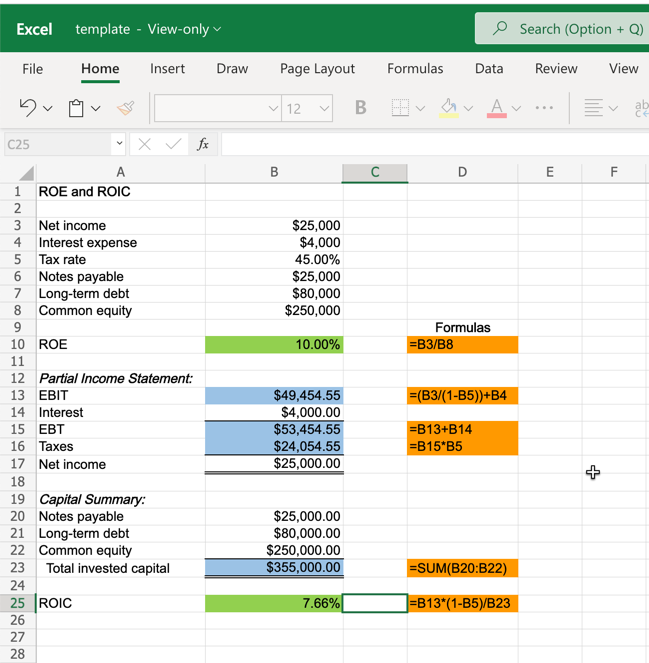 Excel template - View-only Search (Option + Q)
File Home Insert Draw Page Layout Formulas Data Review View
12 B A ab
C25 fx
A B C D E F
1 ROE and ROIC
2
3 Net income $25,000
4 Interest expense $4,000
5 Tax rate 45.00%
6 Notes payable $25,000
7 Long-term debt $80,000
8 Common equity $250,000
9 Formulas
10 ROE 10.00% =B3/B8
11
12 Partial Income Statement:
13 EBIT $49,454.55 =(B3/(1-B5))+B4
14 Interest $4,000.00
15 EBT $53,454.55 =B13+B14
16 Taxes $24,054.55 =B15*B5
17 Net income $25,000.00
18
19 Capital Summary:
20 Notes payable $25,000.00
21 Long-term debt $80,000.00
22 Common equity $250,000.00
23 Total invested capital $355,000.00 =SUM(B20:B22)
24
25 ROIC 7.66% =B13*(1-B5)/B23
26
27
28